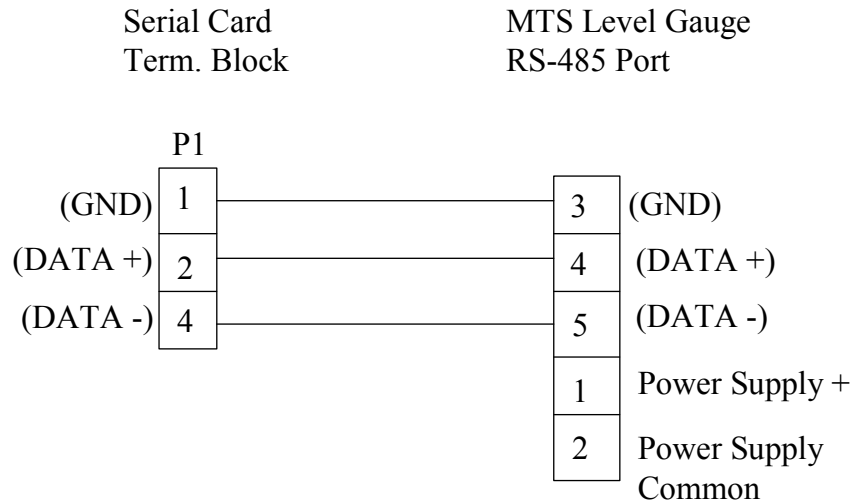 Serial Card
Term. Block
MTS Level Gauge
RS-485 Port
P1
(GND) 1
3 (GND)
(DATA +) 2
4 (DATA +)
(DATA -) 4
5 (DATA -)
1 Power Supply +
2 Power Supply
Common